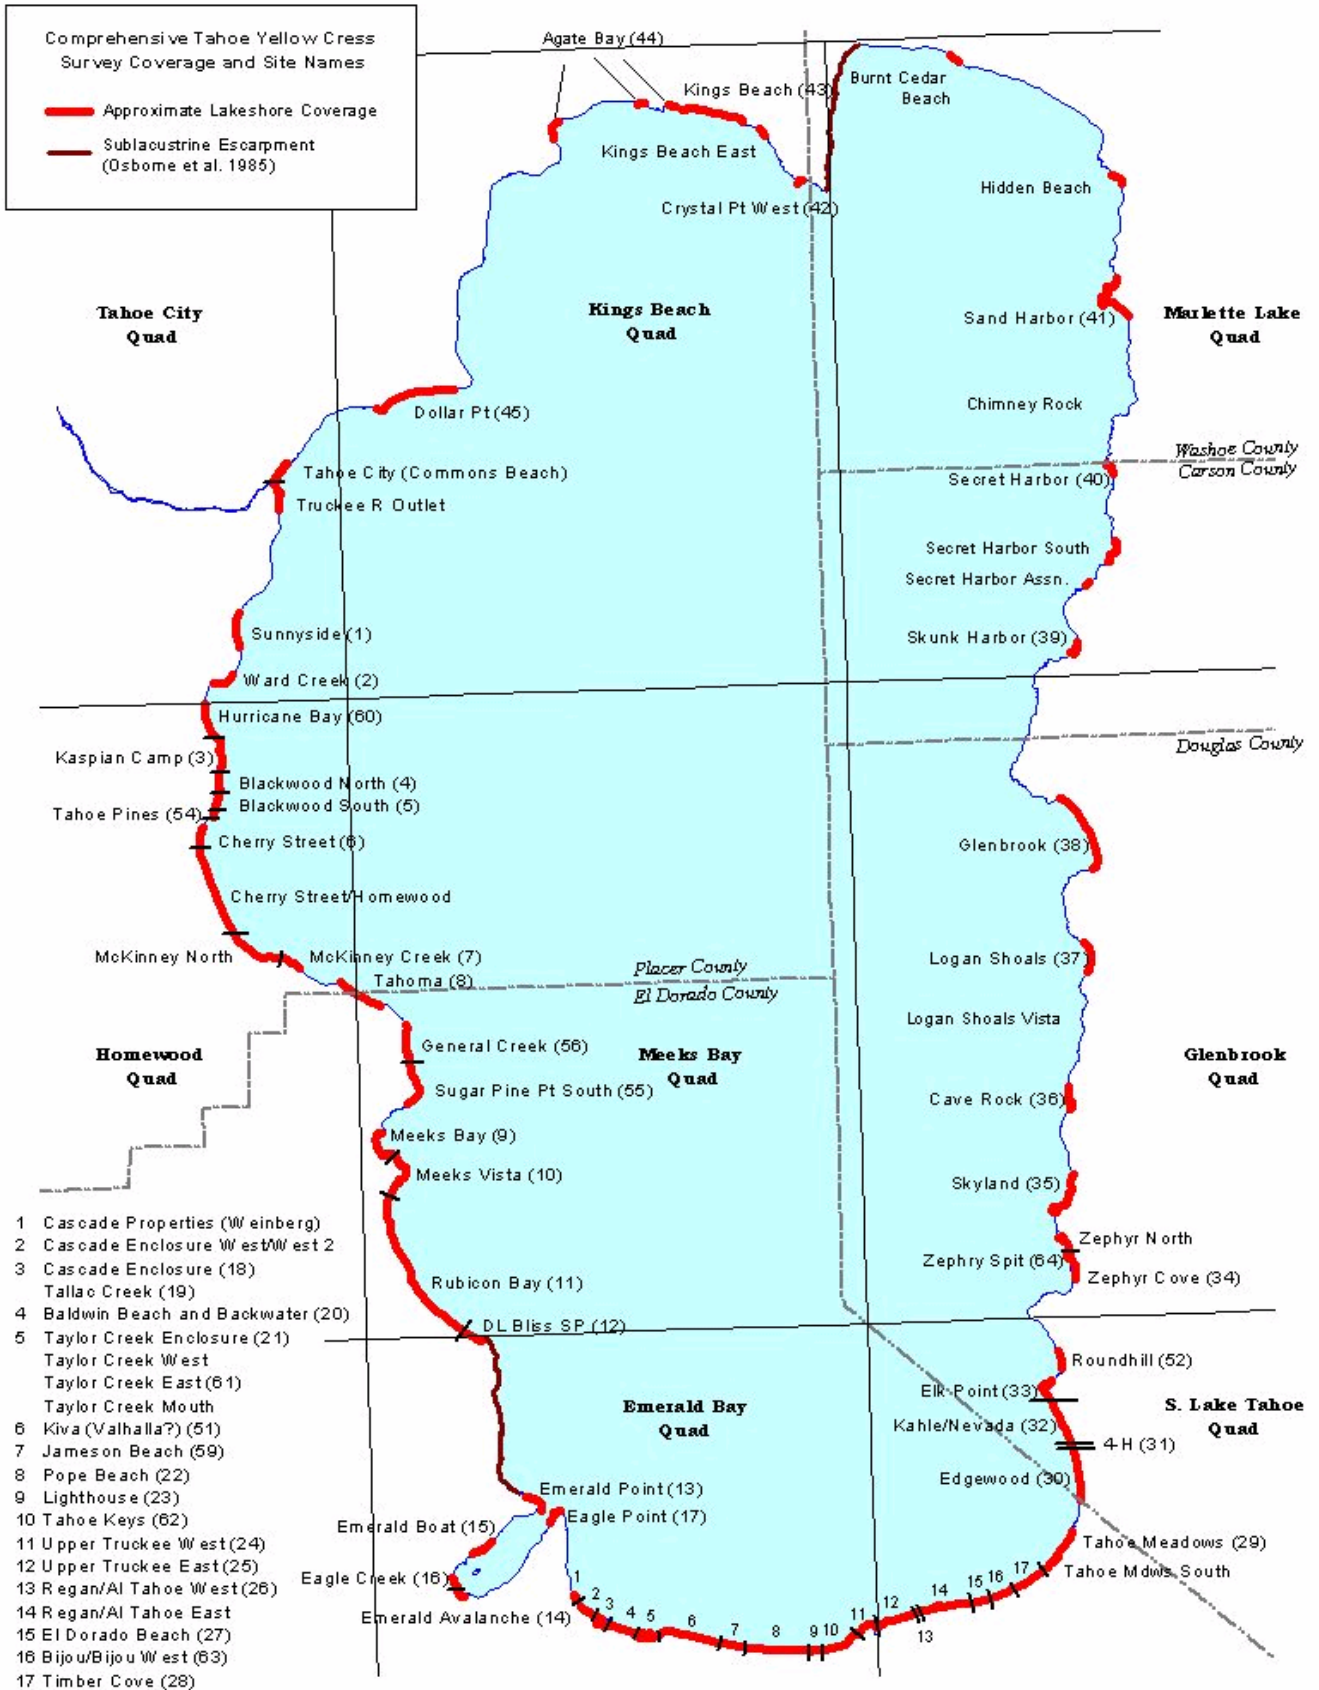 Comprehensive Tahoe Yellow Cress
Survey Coverage and Site Names
Approximate Lakeshore Coverage
Sublacustrine Escarpment
(Osborne et al. 1985)
Agate Bay (44)
Kings Beach (43)
Burnt Cedar
Beach
Kings Beach East
Crystal Pt West (42)
Hidden Beach
Tahoe City
Quad
Kings Beach
Quad
Sand Harbor (41)
Marlette Lake
Quad
Dollar Pt (45)
Chimney Rock
Washoe County
Carson County
Tahoe City (Commons Beach)
Truckee R Outlet
Secret Harbor (40)
Secret Harbor South
Secret Harbor Assn.
Sunnyside (1)
Skunk Harbor (39)
Ward Creek (2)
Hurricane Bay (60)
Douglas County
Kaspian Camp (3)
Blackwood North (4)
Blackwood South (5)
Tahoe Pines (54)
Cherry Street (6)
Glenbrook (38)
Cherry Street/Homewood
McKinney North
McKinney Creek (7)
Logan Shoals (37)
Tahoma (8)
Placer County
El Dorado County
Logan Shoals Vista
Homewood
Quad
General Creek (56)
Meeks Bay
Quad
Glenbrook
Quad
Sugar Pine Pt South (55)
Cave Rock (36)
Meeks Bay (9)
Meeks Vista (10)
Skyland (35)
Zephyr North
Zephry Spit (64)
Zephyr Cove (34)
Rubicon Bay (11)
DL Bliss SP (12)
Roundhill (52)
Elk Point (33)
Emerald Bay
Quad
S. Lake Tahoe
Quad
Kahle/Nevada (32)
4-H (31)
Edgewood (30)
Emerald Point (13)
Eagle Point (17)
Emerald Boat (15)
Tahoe Meadows (29)
Tahoe Mdws South
Eagle Creek (16)
Emerald Avalanche (14)
1
2
3
4
5
6
7
8
9
10
11
12
13
14
15
16
17
1 Cascade Properties (Weinberg)
2 Cascade Enclosure West/West 2
3 Cascade Enclosure (18)
Tallac Creek (19)
4 Baldwin Beach and Backwater (20)
5 Taylor Creek Enclosure (21)
Taylor Creek West
Taylor Creek East (61)
Taylor Creek Mouth
6 Kiva (Valhalla?) (51)
7 Jameson Beach (59)
8 Pope Beach (22)
9 Lighthouse (23)
10 Tahoe Keys (62)
11 Upper Truckee West (24)
12 Upper Truckee East (25)
13 Regan/Al Tahoe West (26)
14 Regan/Al Tahoe East
15 El Dorado Beach (27)
16 Bijou/Bijou West (63)
17 Timber Cove (28)